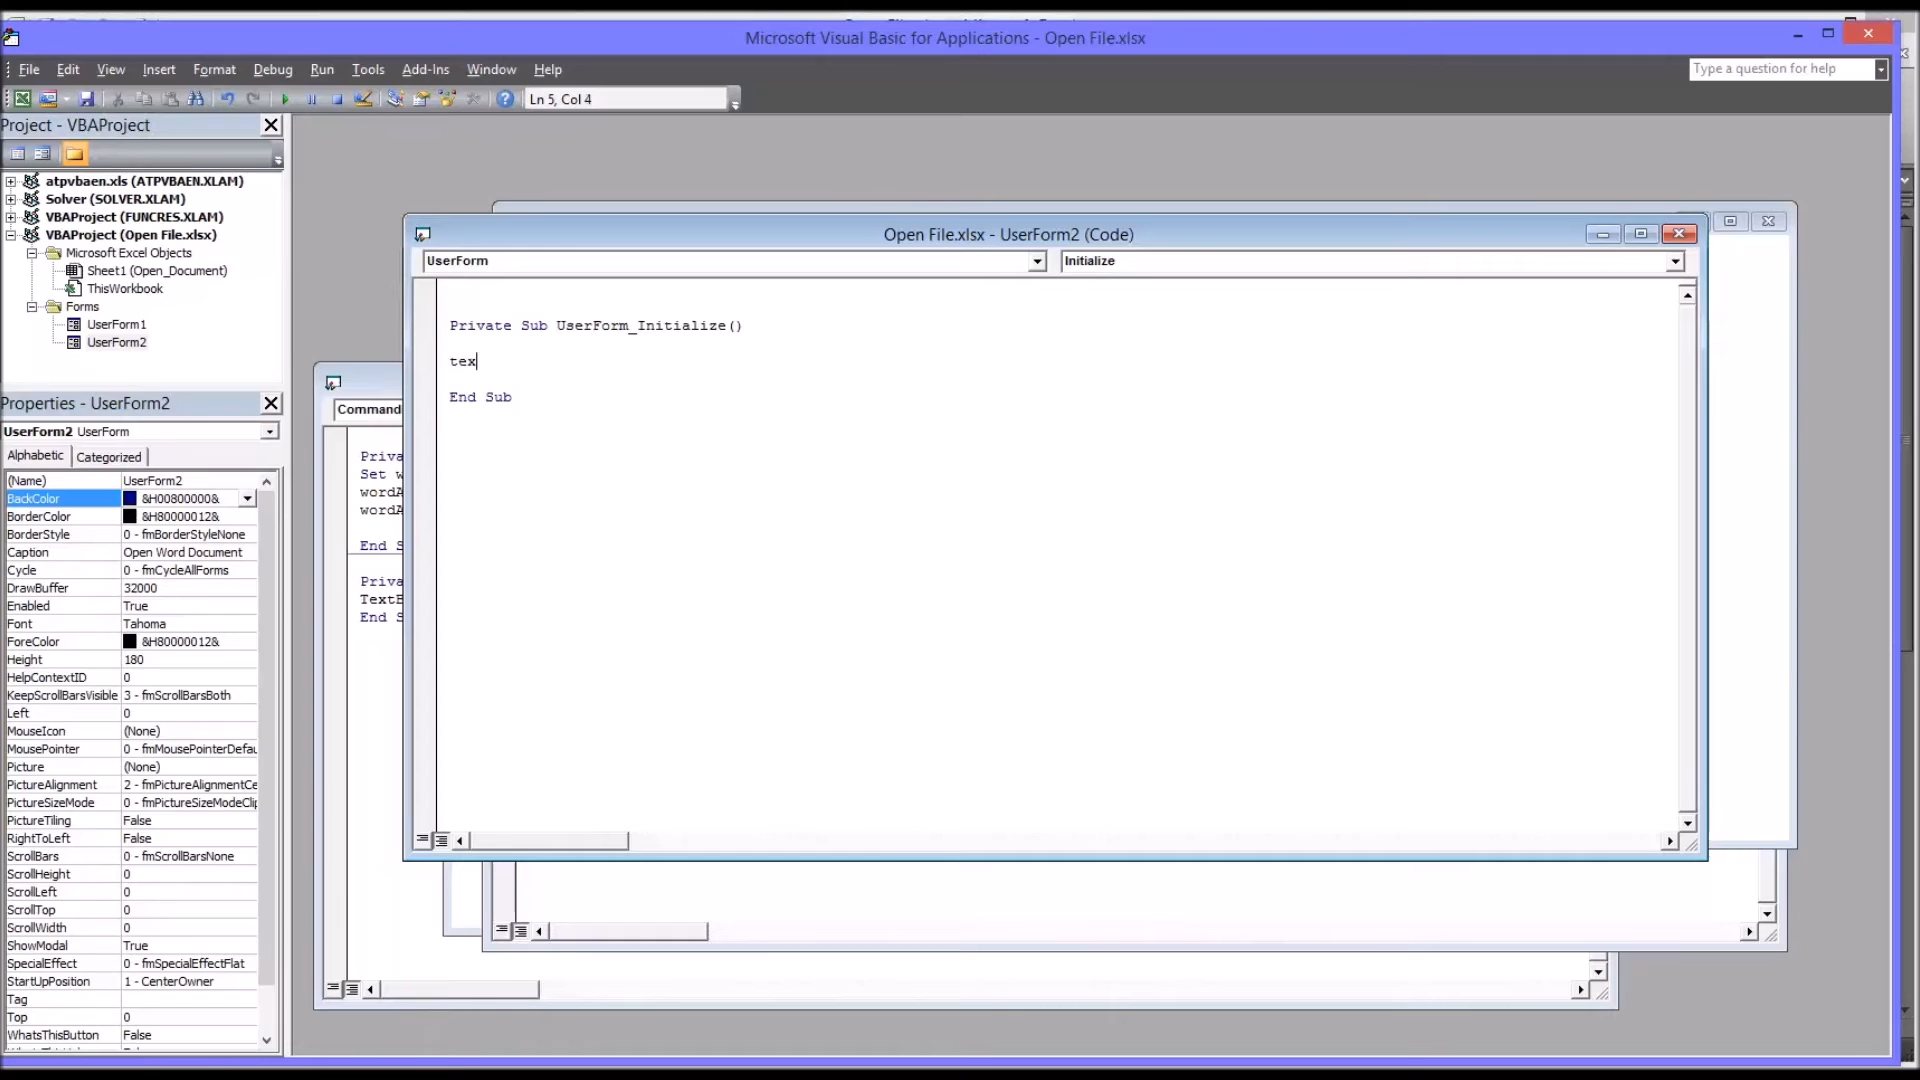 Microsoft Visual Basic for Applications - Open File.xlsx
File Edit View Insert Format Debug Run Tools Add-Ins Window Help
Type a question for help
Ln 5, Col 4
Project - VBAProject
atpvbaen.xls (ATPVBAEN.XLAM)
Solver (SOLVER.XLAM)
VBAProject (FUNCRES.XLAM)
VBAProject (Open File.xlsx)
Microsoft Excel Objects
Sheet1 (Open_Document)
ThisWorkbook
Forms
UserForm1
UserForm2
Properties - UserForm2
UserForm2 UserForm
Alphabetic Categorized
(Name) UserForm2
BackColor &H00800000&
BorderColor &H80000012&
BorderStyle 0 - fmBorderStyleNone
Caption Open Word Document
Cycle 0 - fmCycleAllForms
DrawBuffer 32000
Enabled True
Font Tahoma
ForeColor &H80000012&
Height 180
HelpContextID 0
KeepScrollBarsVisible 3 - fmScrollBarsBoth
Left 0
MouseIcon (None)
MousePointer 0 - fmMousePointerDefau
Picture (None)
PictureAlignment 2 - fmPictureAlignmentCe
PictureSizeMode 0 - fmPictureSizeModeCli
PictureTiling False
RightToLeft False
ScrollBars 0 - fmScrollBarsNone
ScrollHeight 0
ScrollLeft 0
ScrollTop 0
ScrollWidth 0
ShowModal True
SpecialEffect 0 - fmSpecialEffectFlat
StartUpPosition 1 - CenterOwner
Tag
Top 0
WhatsThisButton False
Open File.xlsx - UserForm2 (Code)
UserForm Initialize
Private Sub UserForm_Initialize()
tex
End Sub
Command
Priva
Set w
wordA
wordA
End S
Priva
TextB
End S